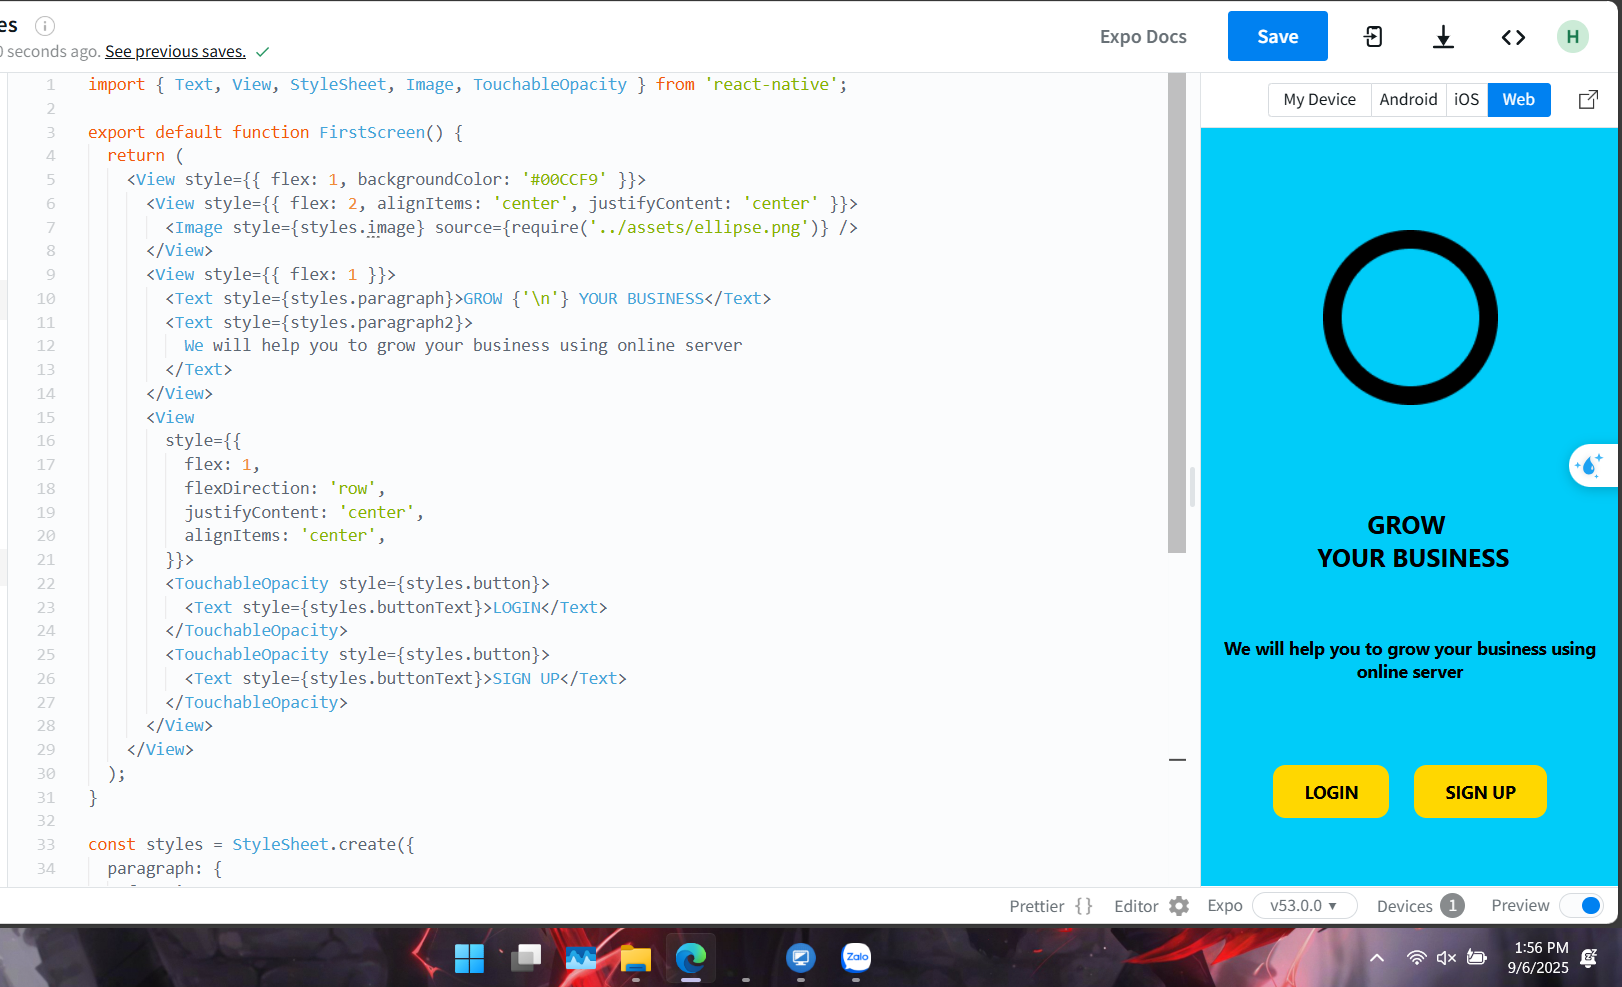 es
0 seconds ago. See previous saves.
Expo Docs
Save
H
My Device
Android
iOS
Web
1 import { Text, View, StyleSheet, Image, TouchableOpacity } from 'react-native';
2
3 export default function FirstScreen() {
4 return (
5 <View style={{ flex: 1, backgroundColor: '#00CCF9' }}>
6 <View style={{ flex: 2, alignItems: 'center', justifyContent: 'center' }}>
7 <Image style={styles.image} source={require('../assets/ellipse.png')} />
8 </View>
9 <View style={{ flex: 1 }}>
10 <Text style={styles.paragraph}>GROW {'\n'} YOUR BUSINESS</Text>
11 <Text style={styles.paragraph2}>
12 We will help you to grow your business using online server
13 </Text>
14 </View>
15 <View
16 style={{
17 flex: 1,
18 flexDirection: 'row',
19 justifyContent: 'center',
20 alignItems: 'center',
21 }}>
22 <TouchableOpacity style={styles.button}>
23 <Text style={styles.buttonText}>LOGIN</Text>
24 </TouchableOpacity>
25 <TouchableOpacity style={styles.button}>
26 <Text style={styles.buttonText}>SIGN UP</Text>
27 </TouchableOpacity>
28 </View>
29 </View>
30 );
31 }
32
33 const styles = StyleSheet.create({
34 paragraph: {
GROW
YOUR BUSINESS
We will help you to grow your business using
online server
LOGIN
SIGN UP
Prettier {}
Editor
Expo
v53.0.0
Devices 1
Preview
Zalo
1:56 PM
9/6/2025